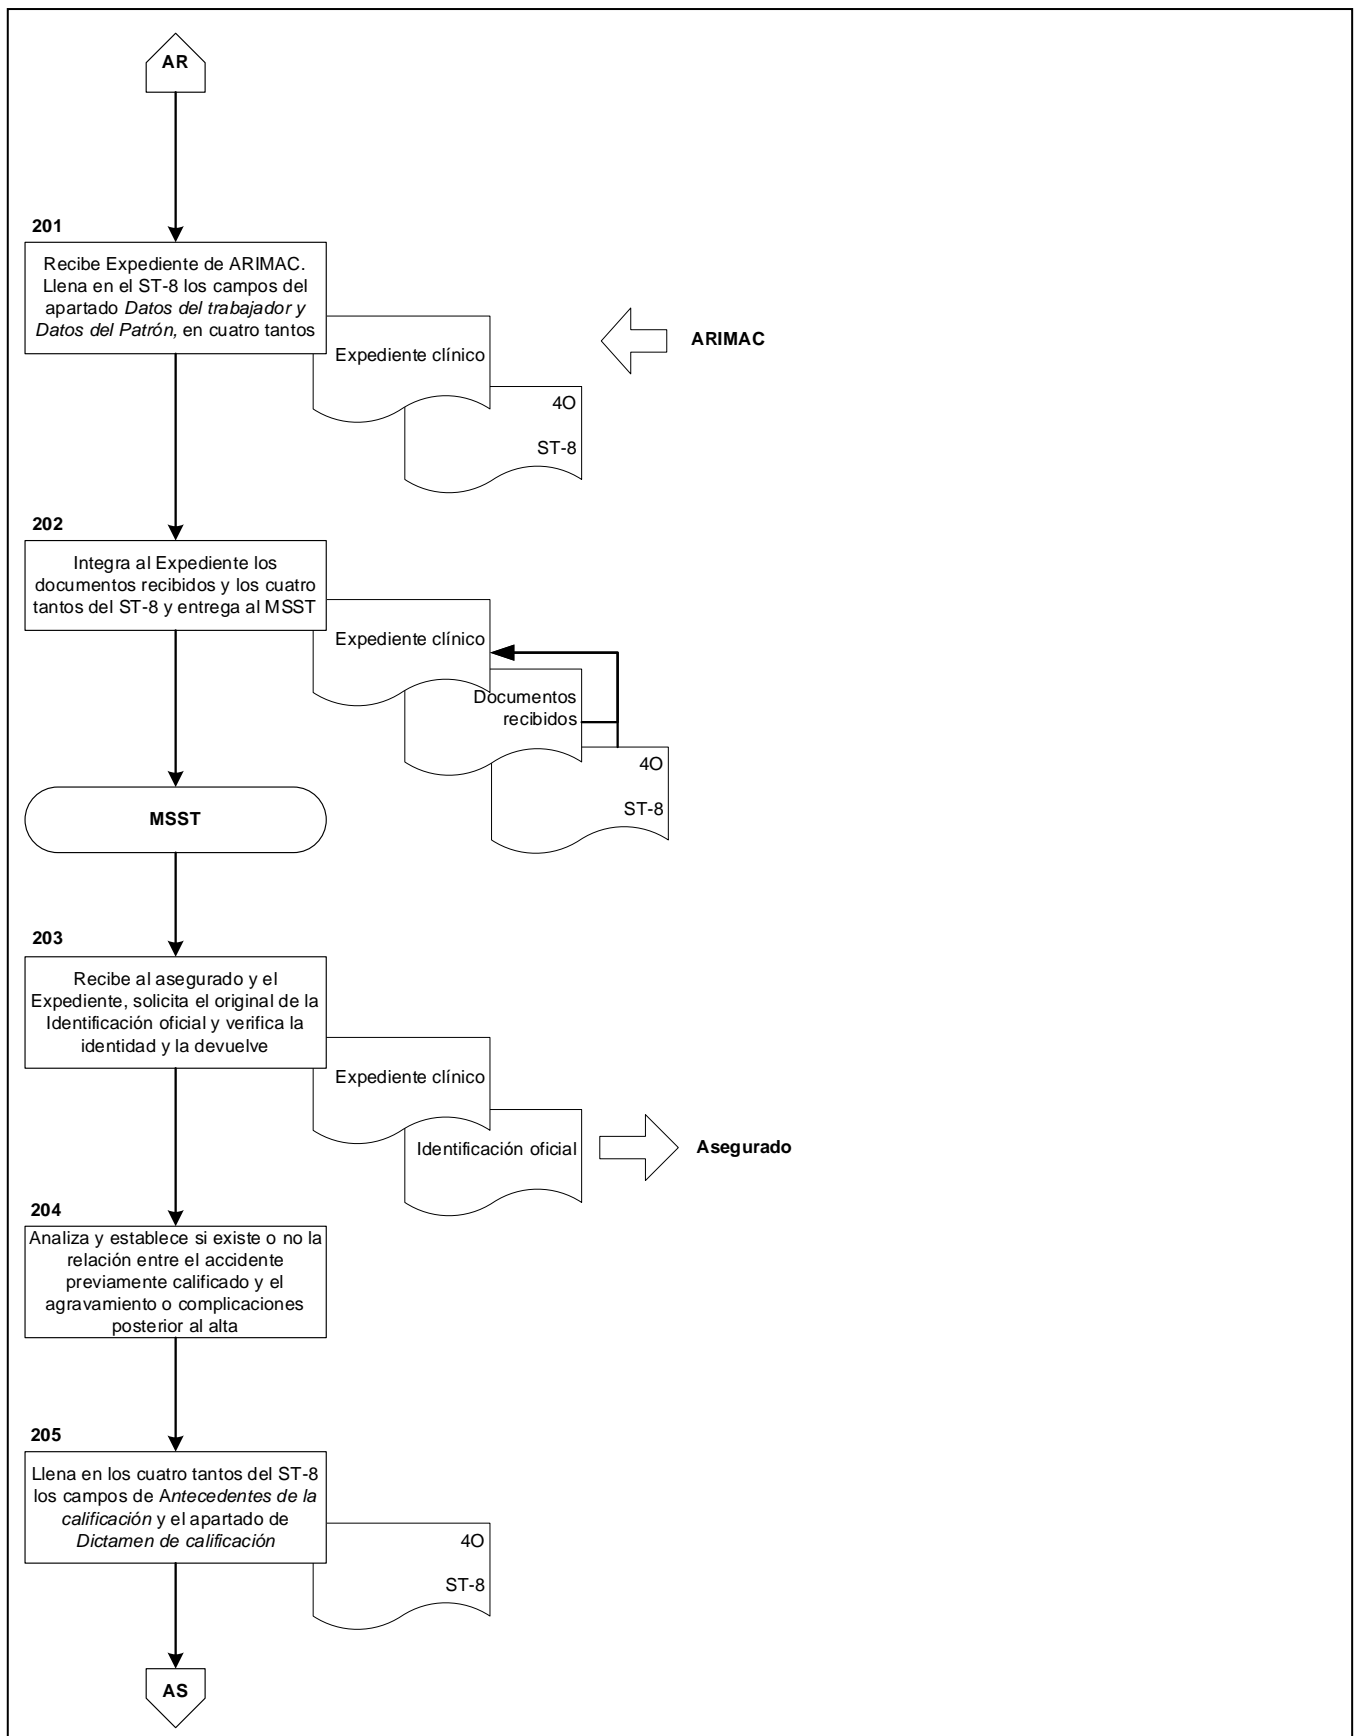 AR
201
Recibe Expediente de ARIMAC.
Llena en el ST-8 los campos del
apartado Datos del trabajador y
Datos del Patrón, en cuatro tantos
Expediente clínico
ARIMAC
4O
ST-8
202
Integra al Expediente los
documentos recibidos y los cuatro
tantos del ST-8 y entrega al MSST
Expediente clínico
Documentos
recibidos
4O
ST-8
MSST
203
Recibe al asegurado y el
Expediente, solicita el original de la
Identificación oficial y verifica la
identidad y la devuelve
Expediente clínico
Identificación oficial
Asegurado
204
Analiza y establece si existe o no la
relación entre el accidente
previamente calificado y el
agravamiento o complicaciones
posterior al alta
205
Llena en los cuatro tantos del ST-8
los campos de Antecedentes de la
calificación y el apartado de
Dictamen de calificación
4O
ST-8
AS